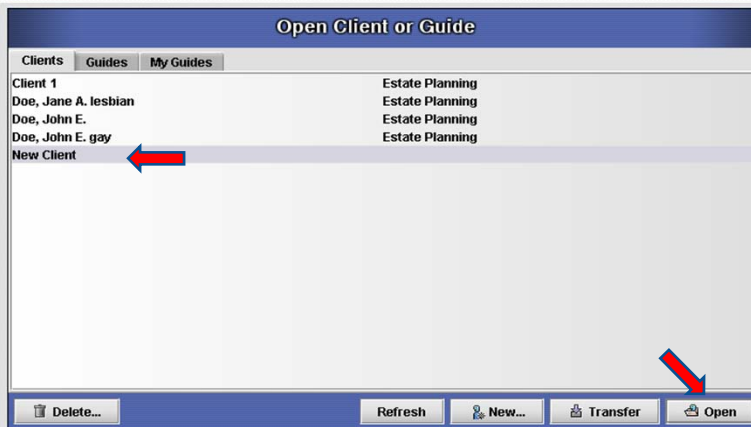 Open Client or Guide
Clients Guides My Guides
Client 1 Estate Planning
Doe, Jane A. lesbian Estate Planning
Doe, John E. Estate Planning
Doe, John E. gay Estate Planning
New Client
Delete... Refresh New... Transfer Open